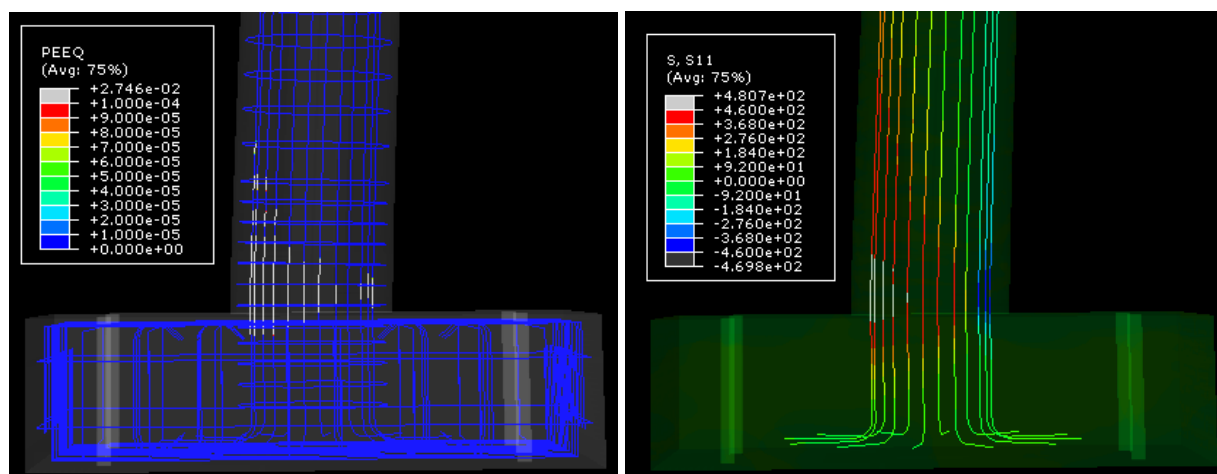 PEEQ
(Avg: 75%)
+2.746e-02
+1.000e-04
+9.000e-05
+8.000e-05
+7.000e-05
+6.000e-05
+5.000e-05
+4.000e-05
+3.000e-05
+2.000e-05
+1.000e-05
+0.000e+00
S, S11
(Avg: 75%)
+4.807e+02
+4.600e+02
+3.680e+02
+2.760e+02
+1.840e+02
+9.200e+01
+0.000e+00
-9.200e+01
-1.840e+02
-2.760e+02
-3.680e+02
-4.600e+02
-4.698e+02